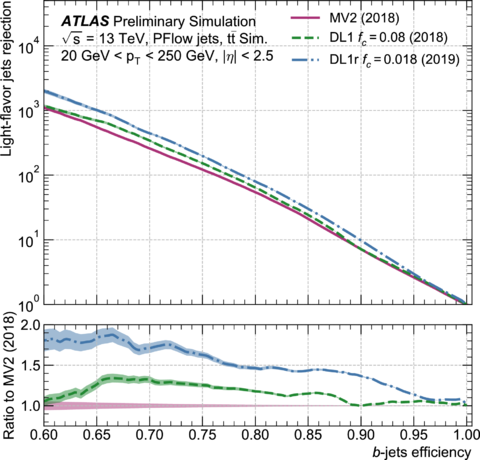 ATLAS Preliminary Simulation
√s = 13 TeV, PFlow jets, tt̄ Sim.
20 GeV < pT < 250 GeV, |η| < 2.5
MV2 (2018)
DL1 fc = 0.08 (2018)
DL1r fc = 0.018 (2019)
Light-flavor jets rejection
10⁴
10³
10²
10¹
10⁰
Ratio to MV2 (2018)
2.0
1.5
1.0
0.60 0.65 0.70 0.75 0.80 0.85 0.90 0.95 1.00
b-jets efficiency